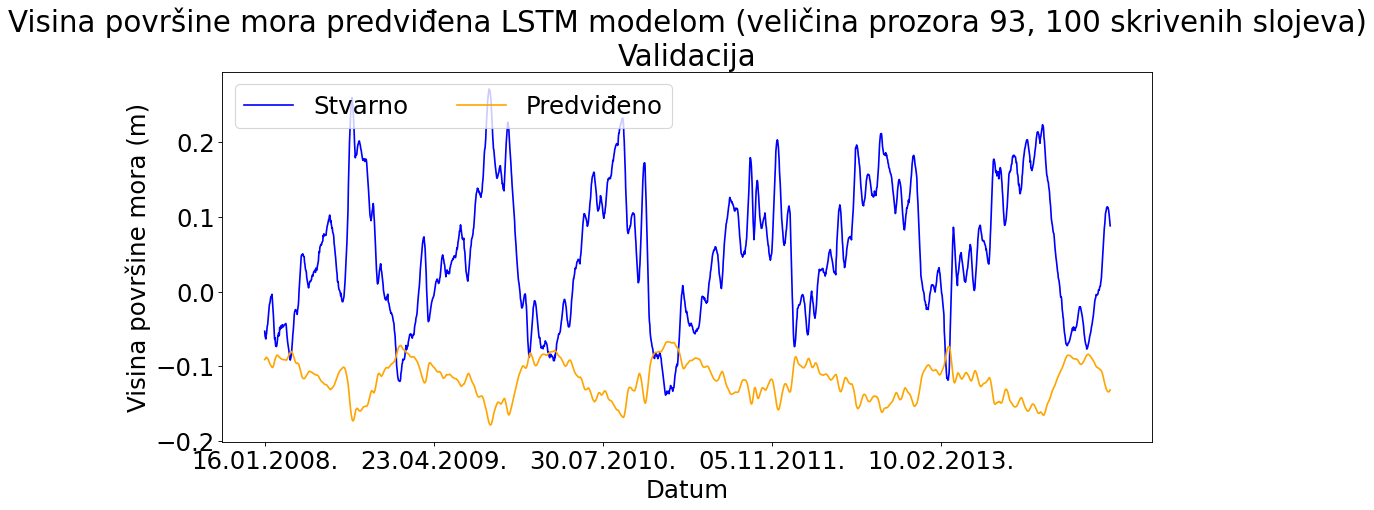 Visina površine mora predviđena LSTM modelom (veličina prozora 93, 100 skrivenih slojeva)
Validacija
Stvarno Predviđeno
Visina površine mora (m)
0.2
0.1
0.0
−0.1
−0.2
16.01.2008. 23.04.2009. 30.07.2010. 05.11.2011. 10.02.2013.
Datum